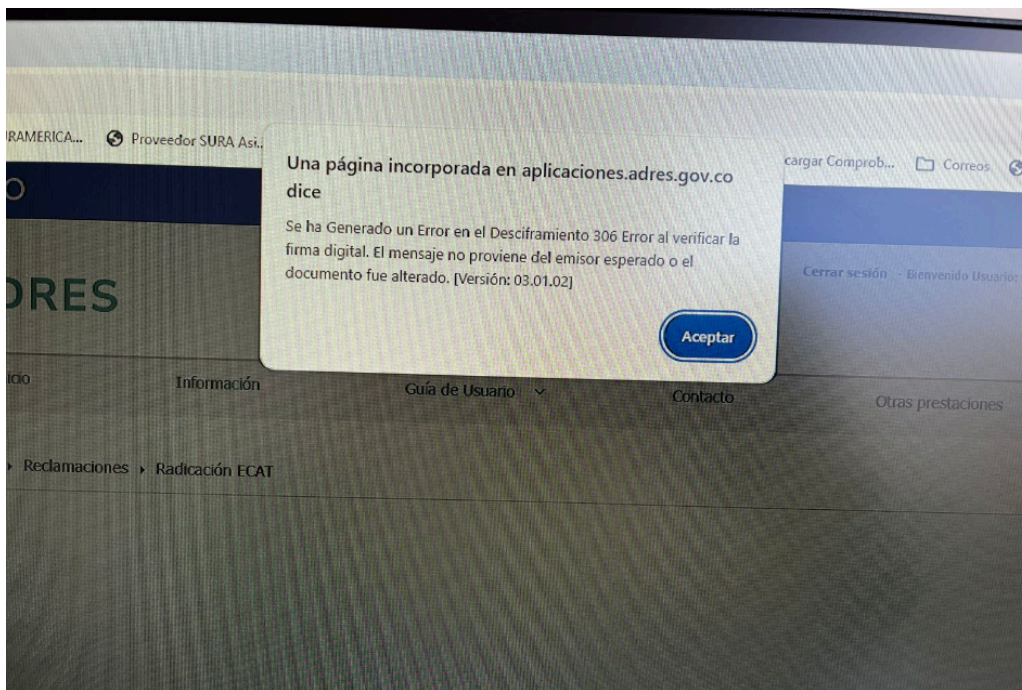 RAMERICA...
Proveedor SURA Asi...
cargar Comprob...
Correos
Una página incorporada en aplicaciones.adres.gov.co
dice
Se ha Generado un Error en el Desciframiento 306 Error al verificar la
firma digital. El mensaje no proviene del emisor esperado o el
documento fue alterado. [Versión: 03.01.02]
Aceptar
Cerrar sesión - Bienvenido Usuario:
DRES
icio
Información
Guía de Usuario
Contacto
Otras prestaciones
Reclamaciones › Radicación ECAT